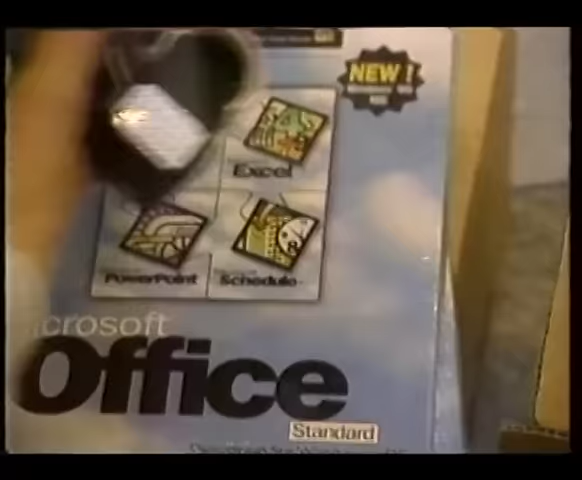 NEW!
Excel
PowerPoint
Schedule+
crosoft
Office
Standard